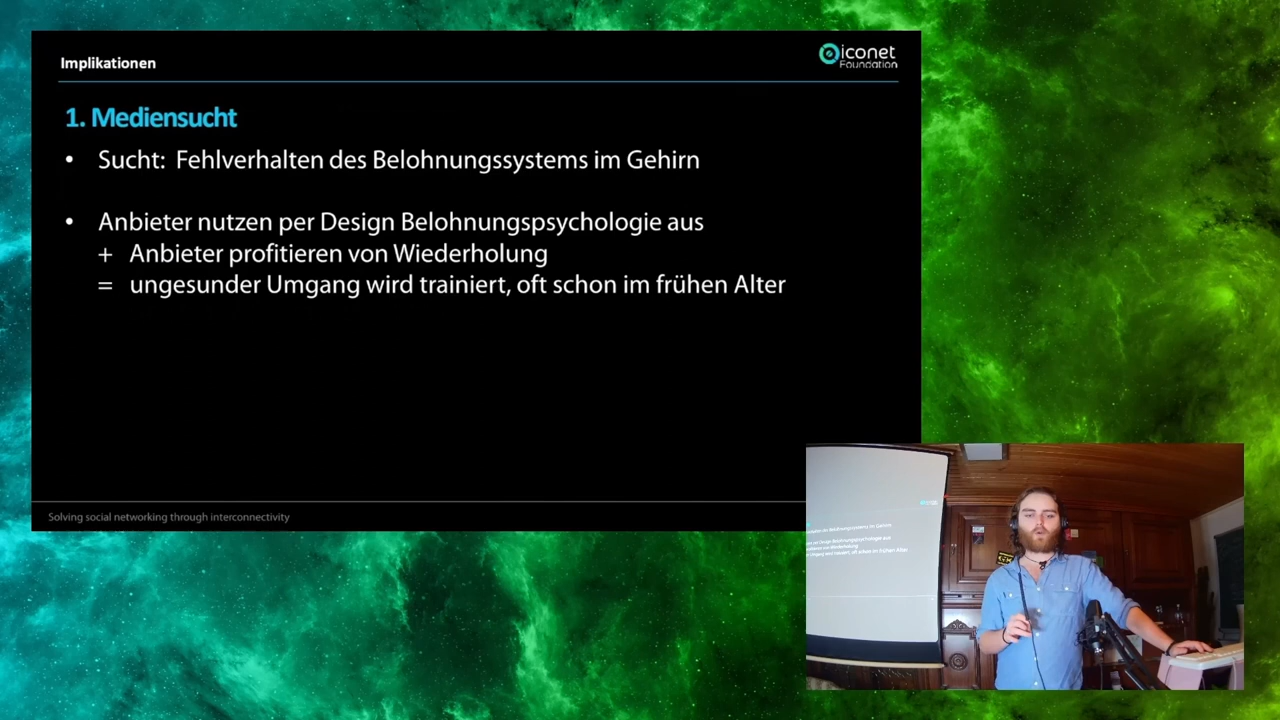 Implikationen
iconet
Foundation
1. Mediensucht
• Sucht: Fehlverhalten des Belohnungssystems im Gehirn
• Anbieter nutzen per Design Belohnungspsychologie aus
+ Anbieter profitieren von Wiederholung
= ungesunder Umgang wird trainiert, oft schon im frühen Alter
Solving social networking through interconnectivity